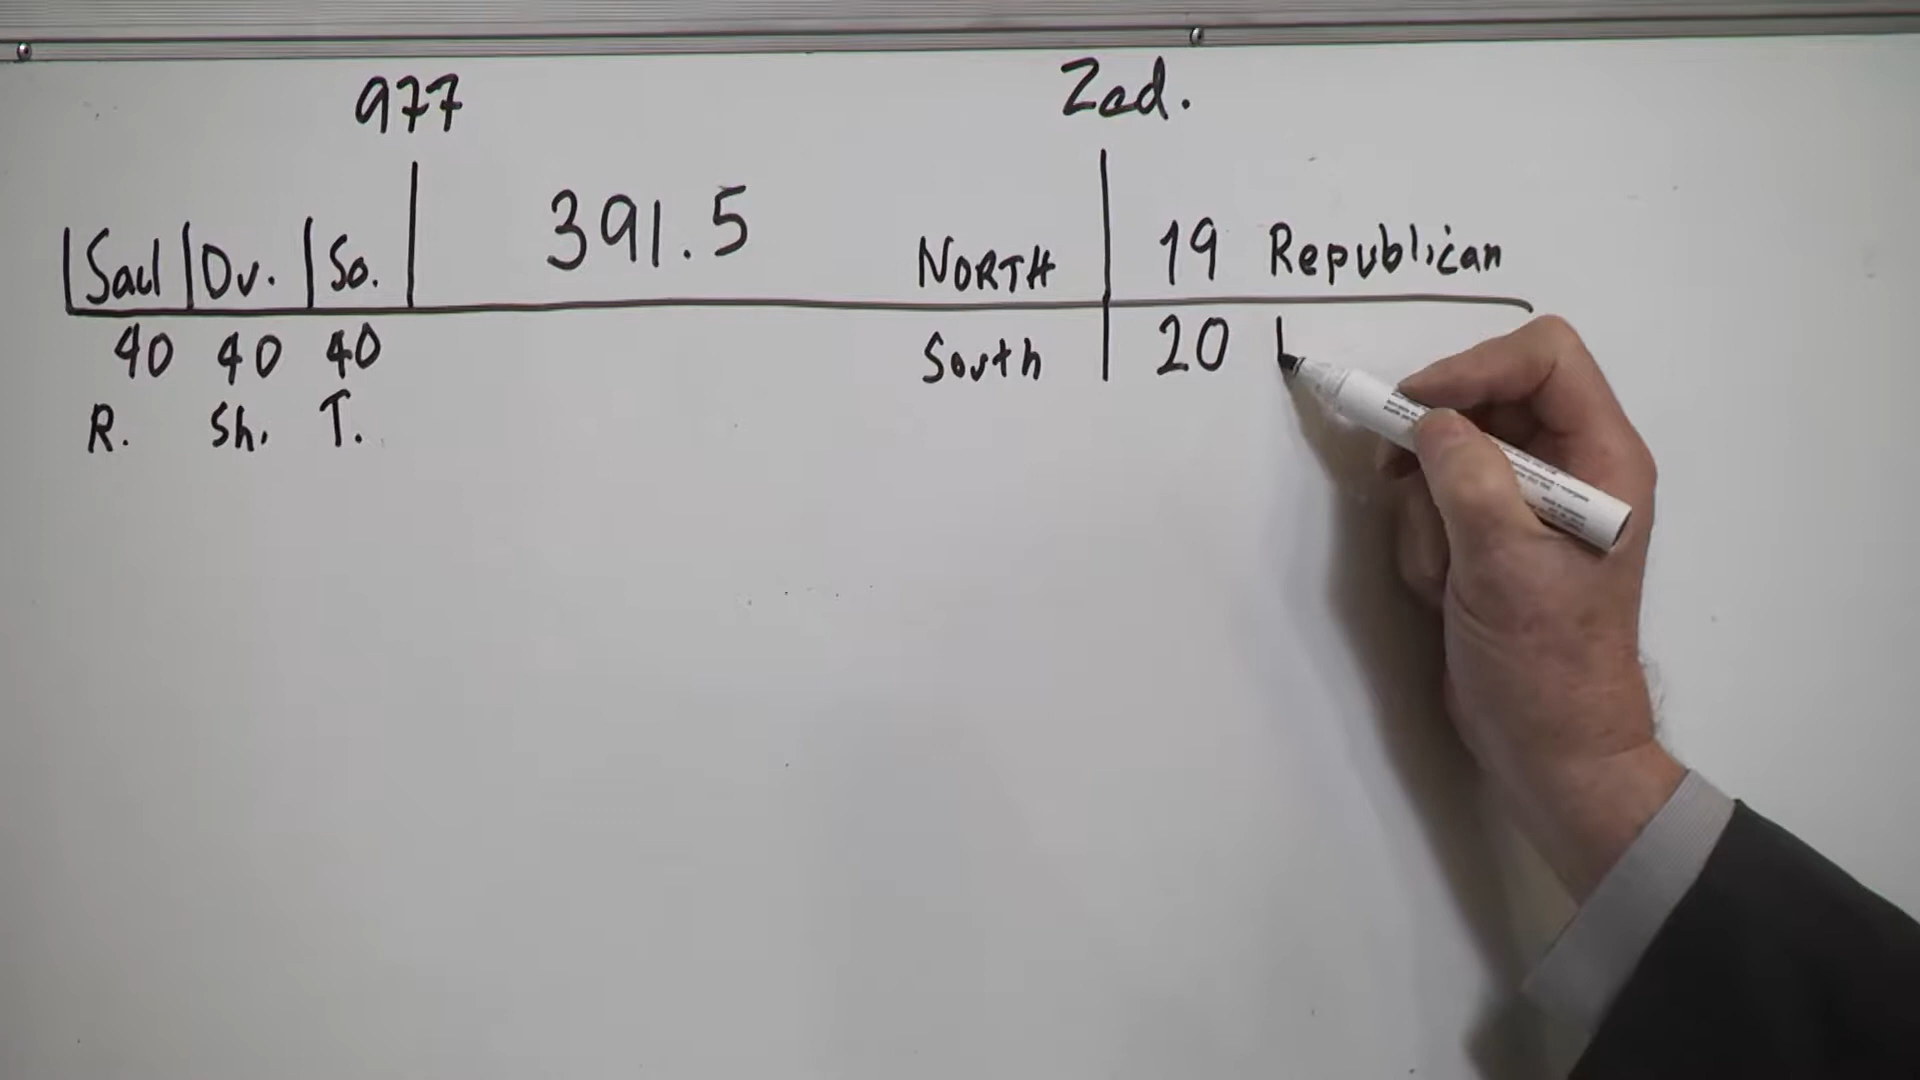 977 Zad.
Saul Dv. So. 391.5 NORTH 19 Republican
40 40 40 South 20
R. Sh. T.